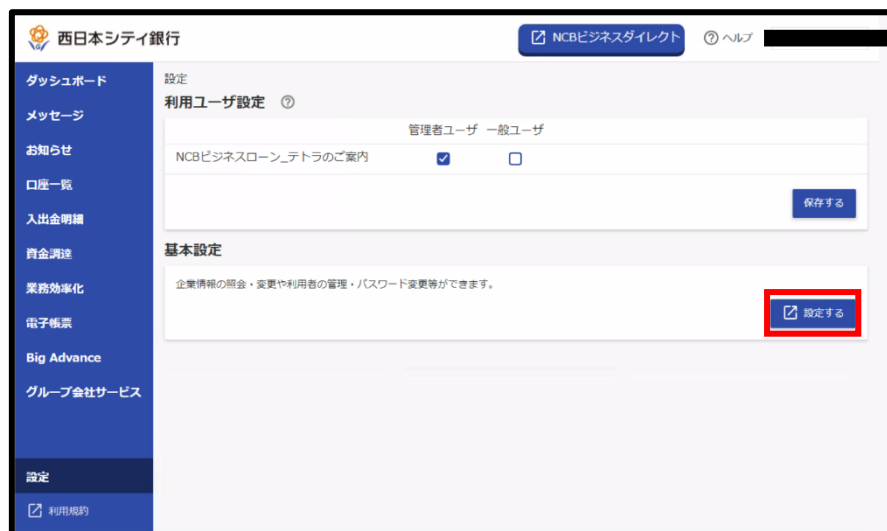 西日本シティ銀行
NCBビジネスダイレクト
ヘルプ
ダッシュボード
メッセージ
お知らせ
口座一覧
入出金明細
資金調達
業務効率化
電子帳票
Big Advance
グループ会社サービス
設定
利用規約
設定
利用ユーザ設定
管理者ユーザ 一般ユーザ
NCBビジネスローン_テトラのご案内
保存する
基本設定
企業情報の照会・変更や利用者の管理・パスワード変更等ができます。
設定する